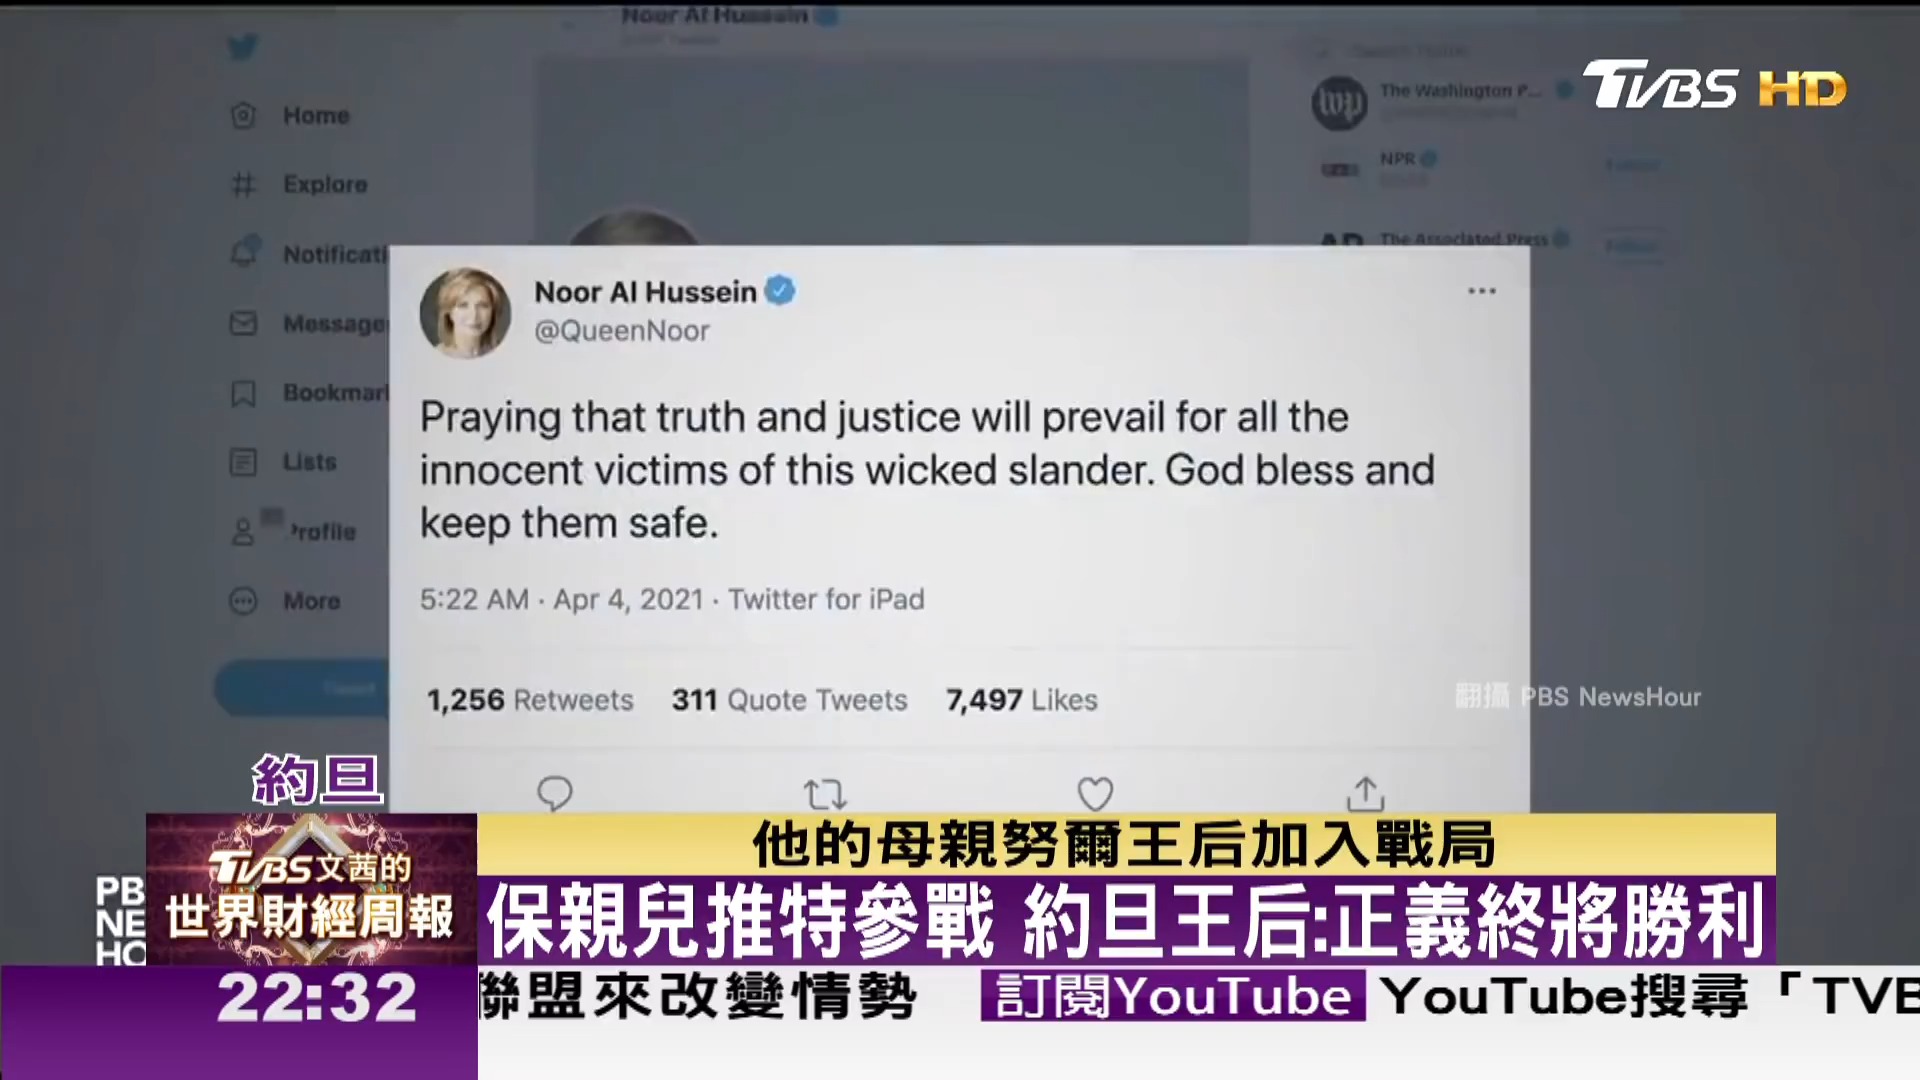 Noor Al Hussein
TVBS HD
Home
Explore
Notificati
Message
Bookmar
Lists
rofile
More
Tweet
The Washington P...
NPR
The Associated Press
Noor Al Hussein
@QueenNoor
Praying that truth and justice will prevail for all the
innocent victims of this wicked slander. God bless and
keep them safe.
5:22 AM · Apr 4, 2021 · Twitter for iPad
1,256 Retweets 311 Quote Tweets 7,497 Likes
翻攝 PBS NewsHour
約旦
PB
NE
HO
TVBS文茜的
世界財經周報
他的母親努爾王后加入戰局
保親兒推特參戰 約旦王后:正義終將勝利
22:32
聯盟來改變情勢 訂閱YouTube YouTube搜尋「TVB